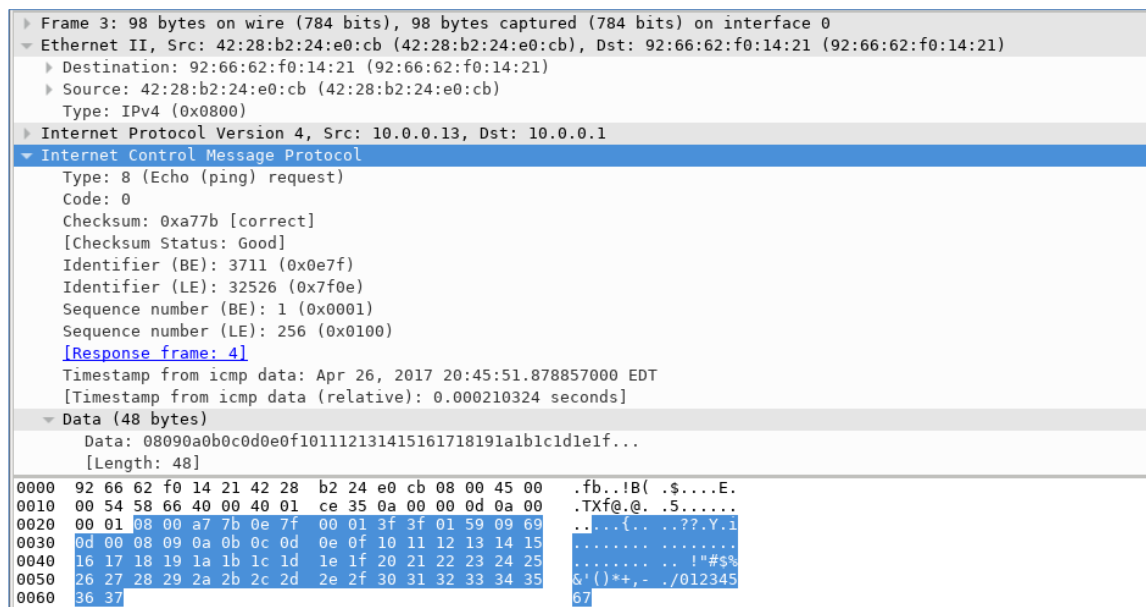 Frame 3: 98 bytes on wire (784 bits), 98 bytes captured (784 bits) on interface 0
Ethernet II, Src: 42:28:b2:24:e0:cb (42:28:b2:24:e0:cb), Dst: 92:66:62:f0:14:21 (92:66:62:f0:14:21)
Destination: 92:66:62:f0:14:21 (92:66:62:f0:14:21)
Source: 42:28:b2:24:e0:cb (42:28:b2:24:e0:cb)
Type: IPv4 (0x0800)
Internet Protocol Version 4, Src: 10.0.0.13, Dst: 10.0.0.1
Internet Control Message Protocol
Type: 8 (Echo (ping) request)
Code: 0
Checksum: 0xa77b [correct]
[Checksum Status: Good]
Identifier (BE): 3711 (0x0e7f)
Identifier (LE): 32526 (0x7f0e)
Sequence number (BE): 1 (0x0001)
Sequence number (LE): 256 (0x0100)
[Response frame: 4]
Timestamp from icmp data: Apr 26, 2017 20:45:51.878857000 EDT
[Timestamp from icmp data (relative): 0.000210324 seconds]
Data (48 bytes)
Data: 08090a0b0c0d0e0f101112131415161718191a1b1c1d1e1f...
[Length: 48]
0000 92 66 62 f0 14 21 42 28 b2 24 e0 cb 08 00 45 00 .fb..!B( .$....E.
0010 00 54 58 66 40 00 40 01 ce 35 0a 00 00 0d 0a 00 .TXf@.@. .5......
0020 00 01 08 00 a7 7b 0e 7f 00 01 3f 3f 01 59 09 69 .....{.. ..??.Y.i
0030 0d 00 08 09 0a 0b 0c 0d 0e 0f 10 11 12 13 14 15 ........ ........
0040 16 17 18 19 1a 1b 1c 1d 1e 1f 20 21 22 23 24 25 ........ .. !"#$%
0050 26 27 28 29 2a 2b 2c 2d 2e 2f 30 31 32 33 34 35 &'()*+,- ./012345
0060 36 37 67